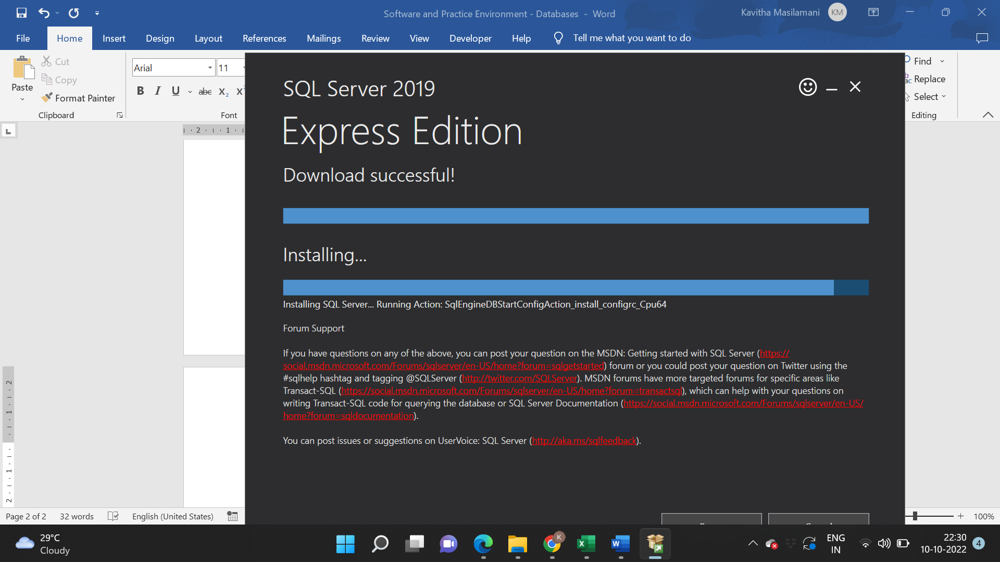 Software and Practice Environment - Databases - Word
Kavitha Masilamani KM
File Home Insert Design Layout References Mailings Review View Developer Help Tell me what you want to do
Paste
Cut
Copy
Format Painter
Clipboard
Arial 11
B I U abc X2 X
Font
Find
Replace
Select
Editing
2 1
SQL Server 2019
Express Edition
Download successful!
Installing...
Installing SQL Server... Running Action: SqlEngineDBStartConfigAction_install_configrc_Cpu64
Forum Support
If you have questions on any of the above, you can post your question on the MSDN: Getting started with SQL Server (https://
social.msdn.microsoft.com/Forums/sqlserver/en-US/home?forum=sqlgetstarted) forum or you could post your question on Twitter using the
#sqlhelp hashtag and tagging @SQLServer (http://twitter.com/SQLServer). MSDN forums have more targeted forums for specific areas like
Transact-SQL (https://social.msdn.microsoft.com/Forums/sqlserver/en-US/home?forum=transactsql), which can help with your questions on
writing Transact-SQL code for querying the database or SQL Server Documentation (https://social.msdn.microsoft.com/Forums/sqlserver/en-US/
home?forum=sqldocumentation).
You can post issues or suggestions on UserVoice: SQL Server (http://aka.ms/sqlfeedback).
2
1
1
2
Page 2 of 2 32 words English (United States) 100%
29°C
Cloudy
K
ENG
IN
22:30
10-10-2022
4